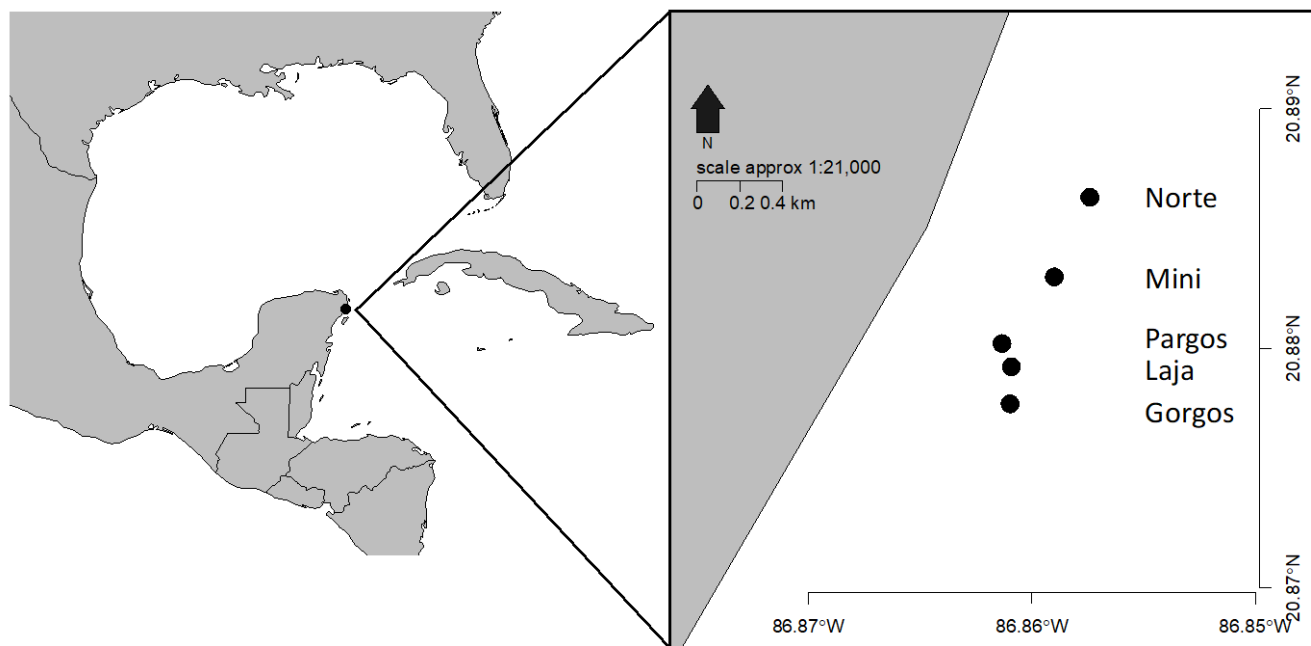 N
scale approx 1:21,000
0 0.2 0.4 km
Norte
Mini
Pargos
Laja
Gorgos
20.89°N
20.88°N
20.87°N
86.87°W 86.86°W 86.85°W